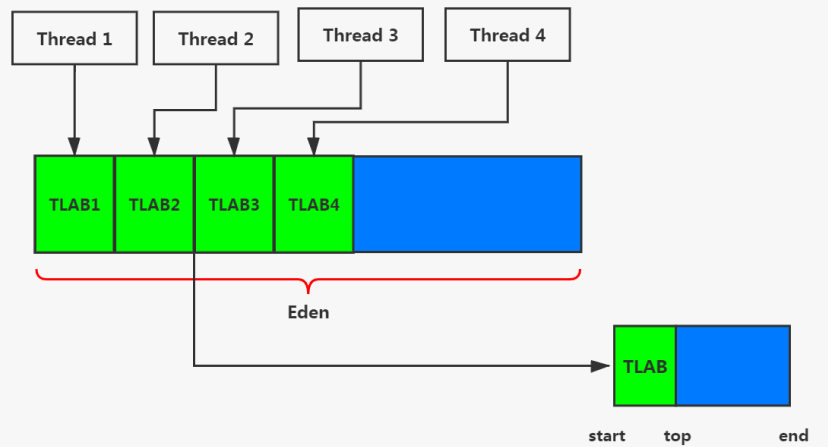 Thread 1
Thread 2
Thread 3
Thread 4
TLAB1
TLAB2
TLAB3
TLAB4
Eden
TLAB
start
top
end